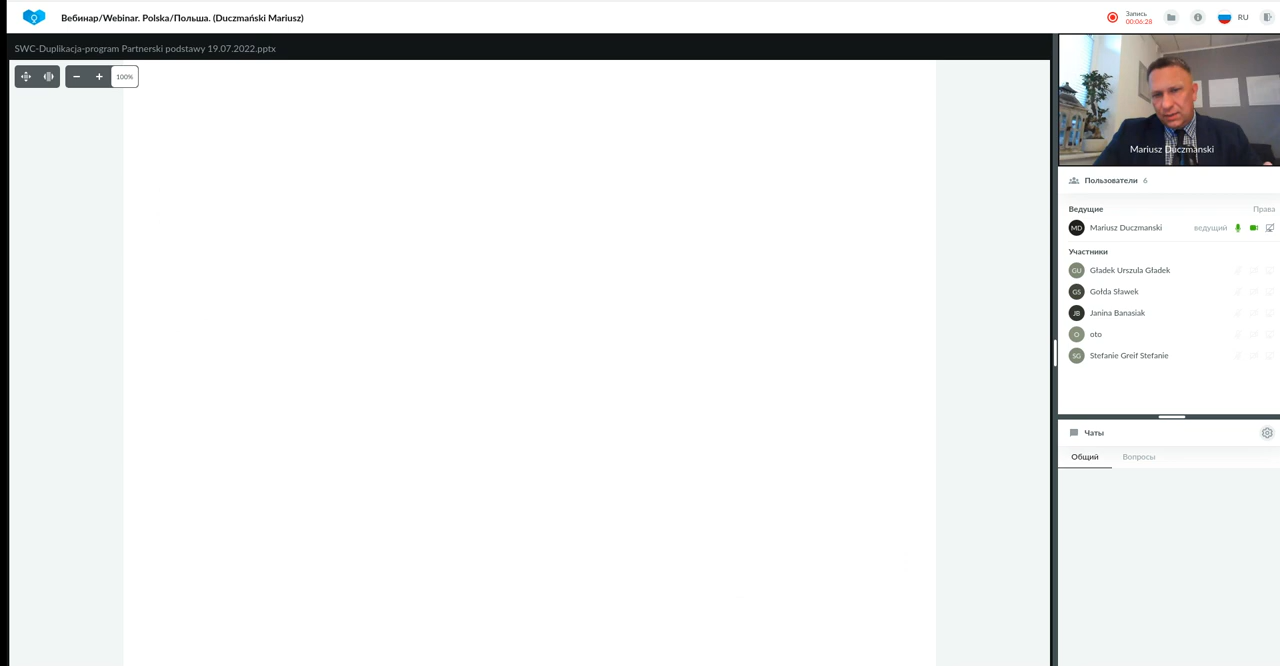 Вебинар/Webinar. Polska/Польша. (Duczmański Mariusz)
Запись
00:06:28
RU
SWC-Duplikacja-program Partnerski podstawy 19.07.2022.pptx
100%
Mariusz Duczmanski
Пользователи 6
Ведущие Права
MD Mariusz Duczmanski ведущий
Участники
GU Gładek Urszula Gładek
GS Gołda Sławek
JB Janina Banasiak
O oto
SG Stefanie Greif Stefanie
Чаты
Общий Вопросы